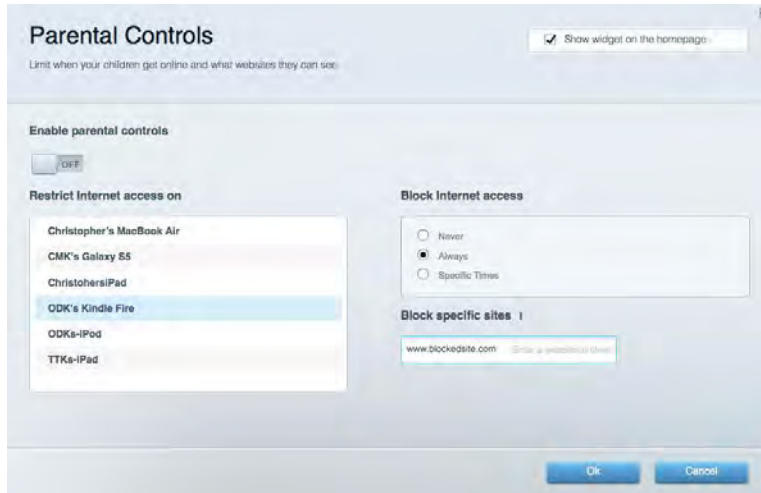 Parental Controls
Show widget on the homepage
Limit when your children get online and what websites they can see.
Enable parental controls
OFF
Restrict Internet access on
Christopher's MacBook Air
CMK's Galaxy S5
ChristohersiPad
ODK's Kindle Fire
ODKs-iPod
TTKs-iPad
Block Internet access
Never
Always
Specific Times
Block specific sites
www.blockedsite.com
Ok
Cancel